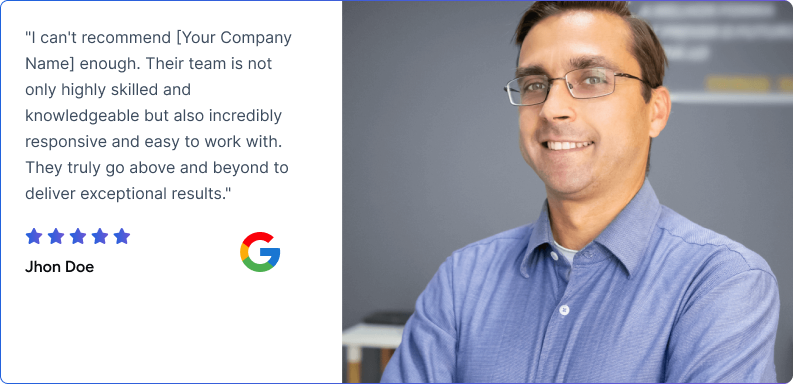 "I can't recommend [Your Company
Name] enough. Their team is not
only highly skilled and
knowledgeable but also incredibly
responsive and easy to work with.
They truly go above and beyond to
deliver exceptional results."
Jhon Doe
G